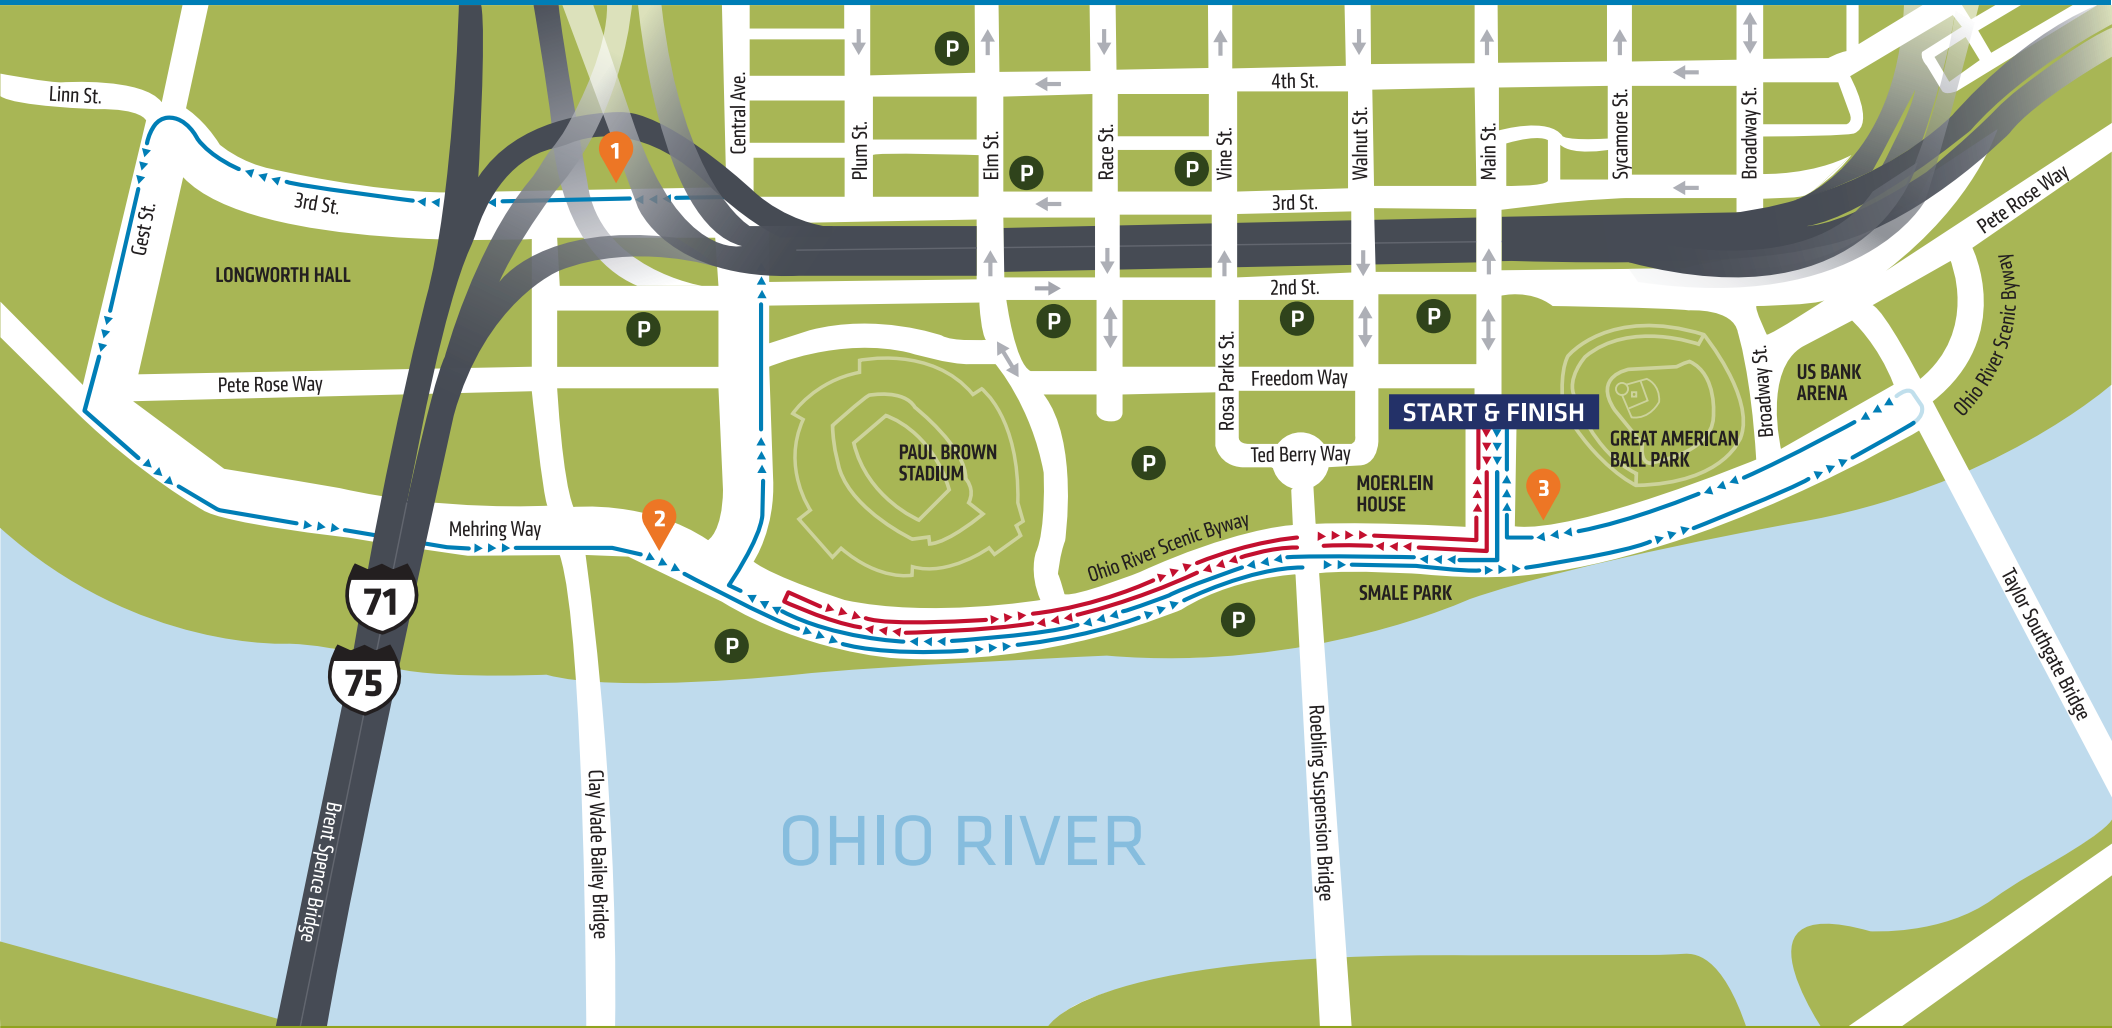 P
Linn St.
4th St.
Central Ave.
Plum St.
Elm St.
Race St.
Vine St.
Walnut St.
Main St.
Sycamore St.
Broadway St.
1
P
P
3rd St.
3rd St.
Gest St.
Pete Rose Way
LONGWORTH HALL
2nd St.
P
P
P
P
Ohio River Scenic Byway
Pete Rose Way
Rosa Parks St.
Freedom Way
Broadway St.
US BANK
ARENA
START & FINISH
GREAT AMERICAN
BALL PARK
PAUL BROWN
STADIUM
P
Ted Berry Way
MOERLEIN
HOUSE
3
2
Mehring Way
Ohio River Scenic Byway
71
SMALE PARK
P
P
75
Taylor Southgate Bridge
Roebling Suspension Bridge
Clay Wade Bailey Bridge
Brent Spence Bridge
OHIO RIVER